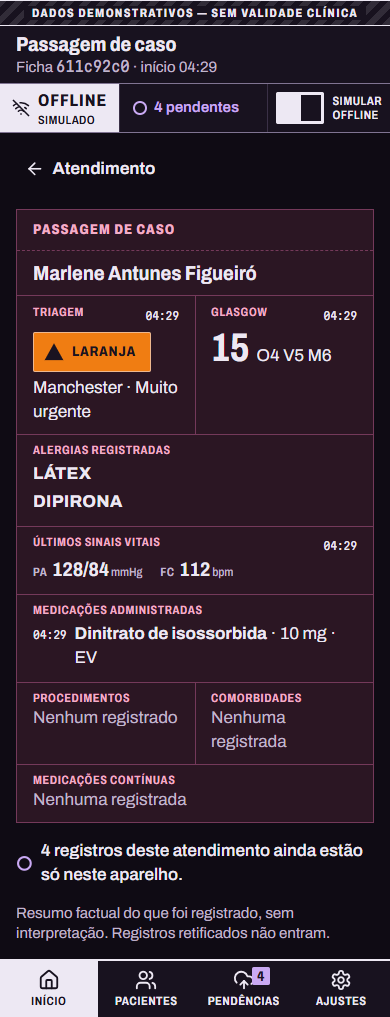 DADOS DEMONSTRATIVOS — SEM VALIDADE CLÍNICA
Passagem de caso
Ficha 611c92c0 · início 04:29
OFFLINE
SIMULADO
4 pendentes
SIMULAR
OFFLINE
Atendimento
PASSAGEM DE CASO
Marlene Antunes Figueiró
TRIAGEM 04:29
LARANJA
Manchester · Muito
urgente
GLASGOW 04:29
15 O4 V5 M6
ALERGIAS REGISTRADAS
LÁTEX
DIPIRONA
ÚLTIMOS SINAIS VITAIS 04:29
PA 128/84 mmHg FC 112 bpm
MEDICAÇÕES ADMINISTRADAS
04:29 Dinitrato de isossorbida · 10 mg ·
EV
PROCEDIMENTOS
Nenhum registrado
COMORBIDADES
Nenhuma
registrada
MEDICAÇÕES CONTÍNUAS
Nenhuma registrada
4 registros deste atendimento ainda estão
só neste aparelho.
Resumo factual do que foi registrado, sem
interpretação. Registros retificados não entram.
INÍCIO
PACIENTES
4
PENDÊNCIAS
AJUSTES